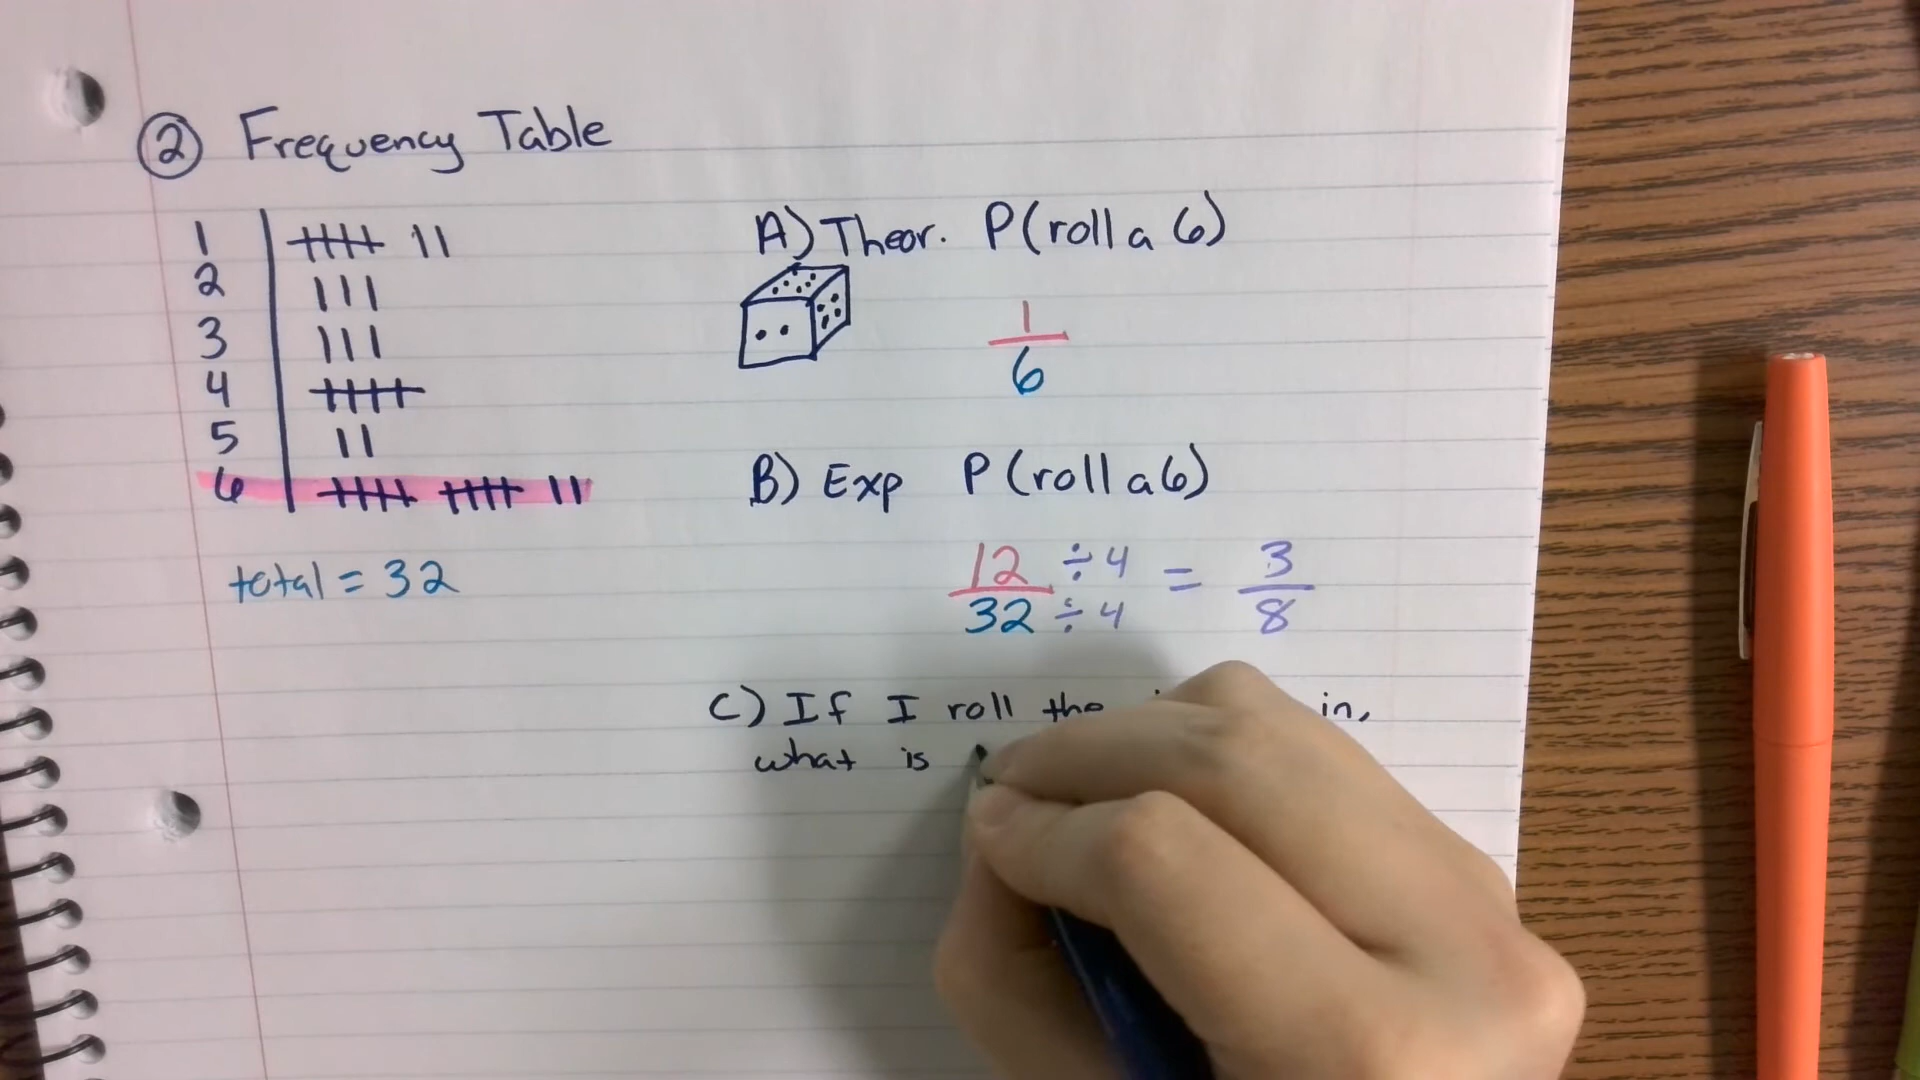 ② Frequency Table
1 | 𝍸 ||
2 | |||
3 | |||
4 | 𝍸
5 | ||
6 | 𝍸 𝍸 ||
total = 32
A) Theor. P(roll a 6)
1/6
B) Exp P(roll a 6)
12/32 ÷4/÷4 = 3/8
C) If I roll the
what is